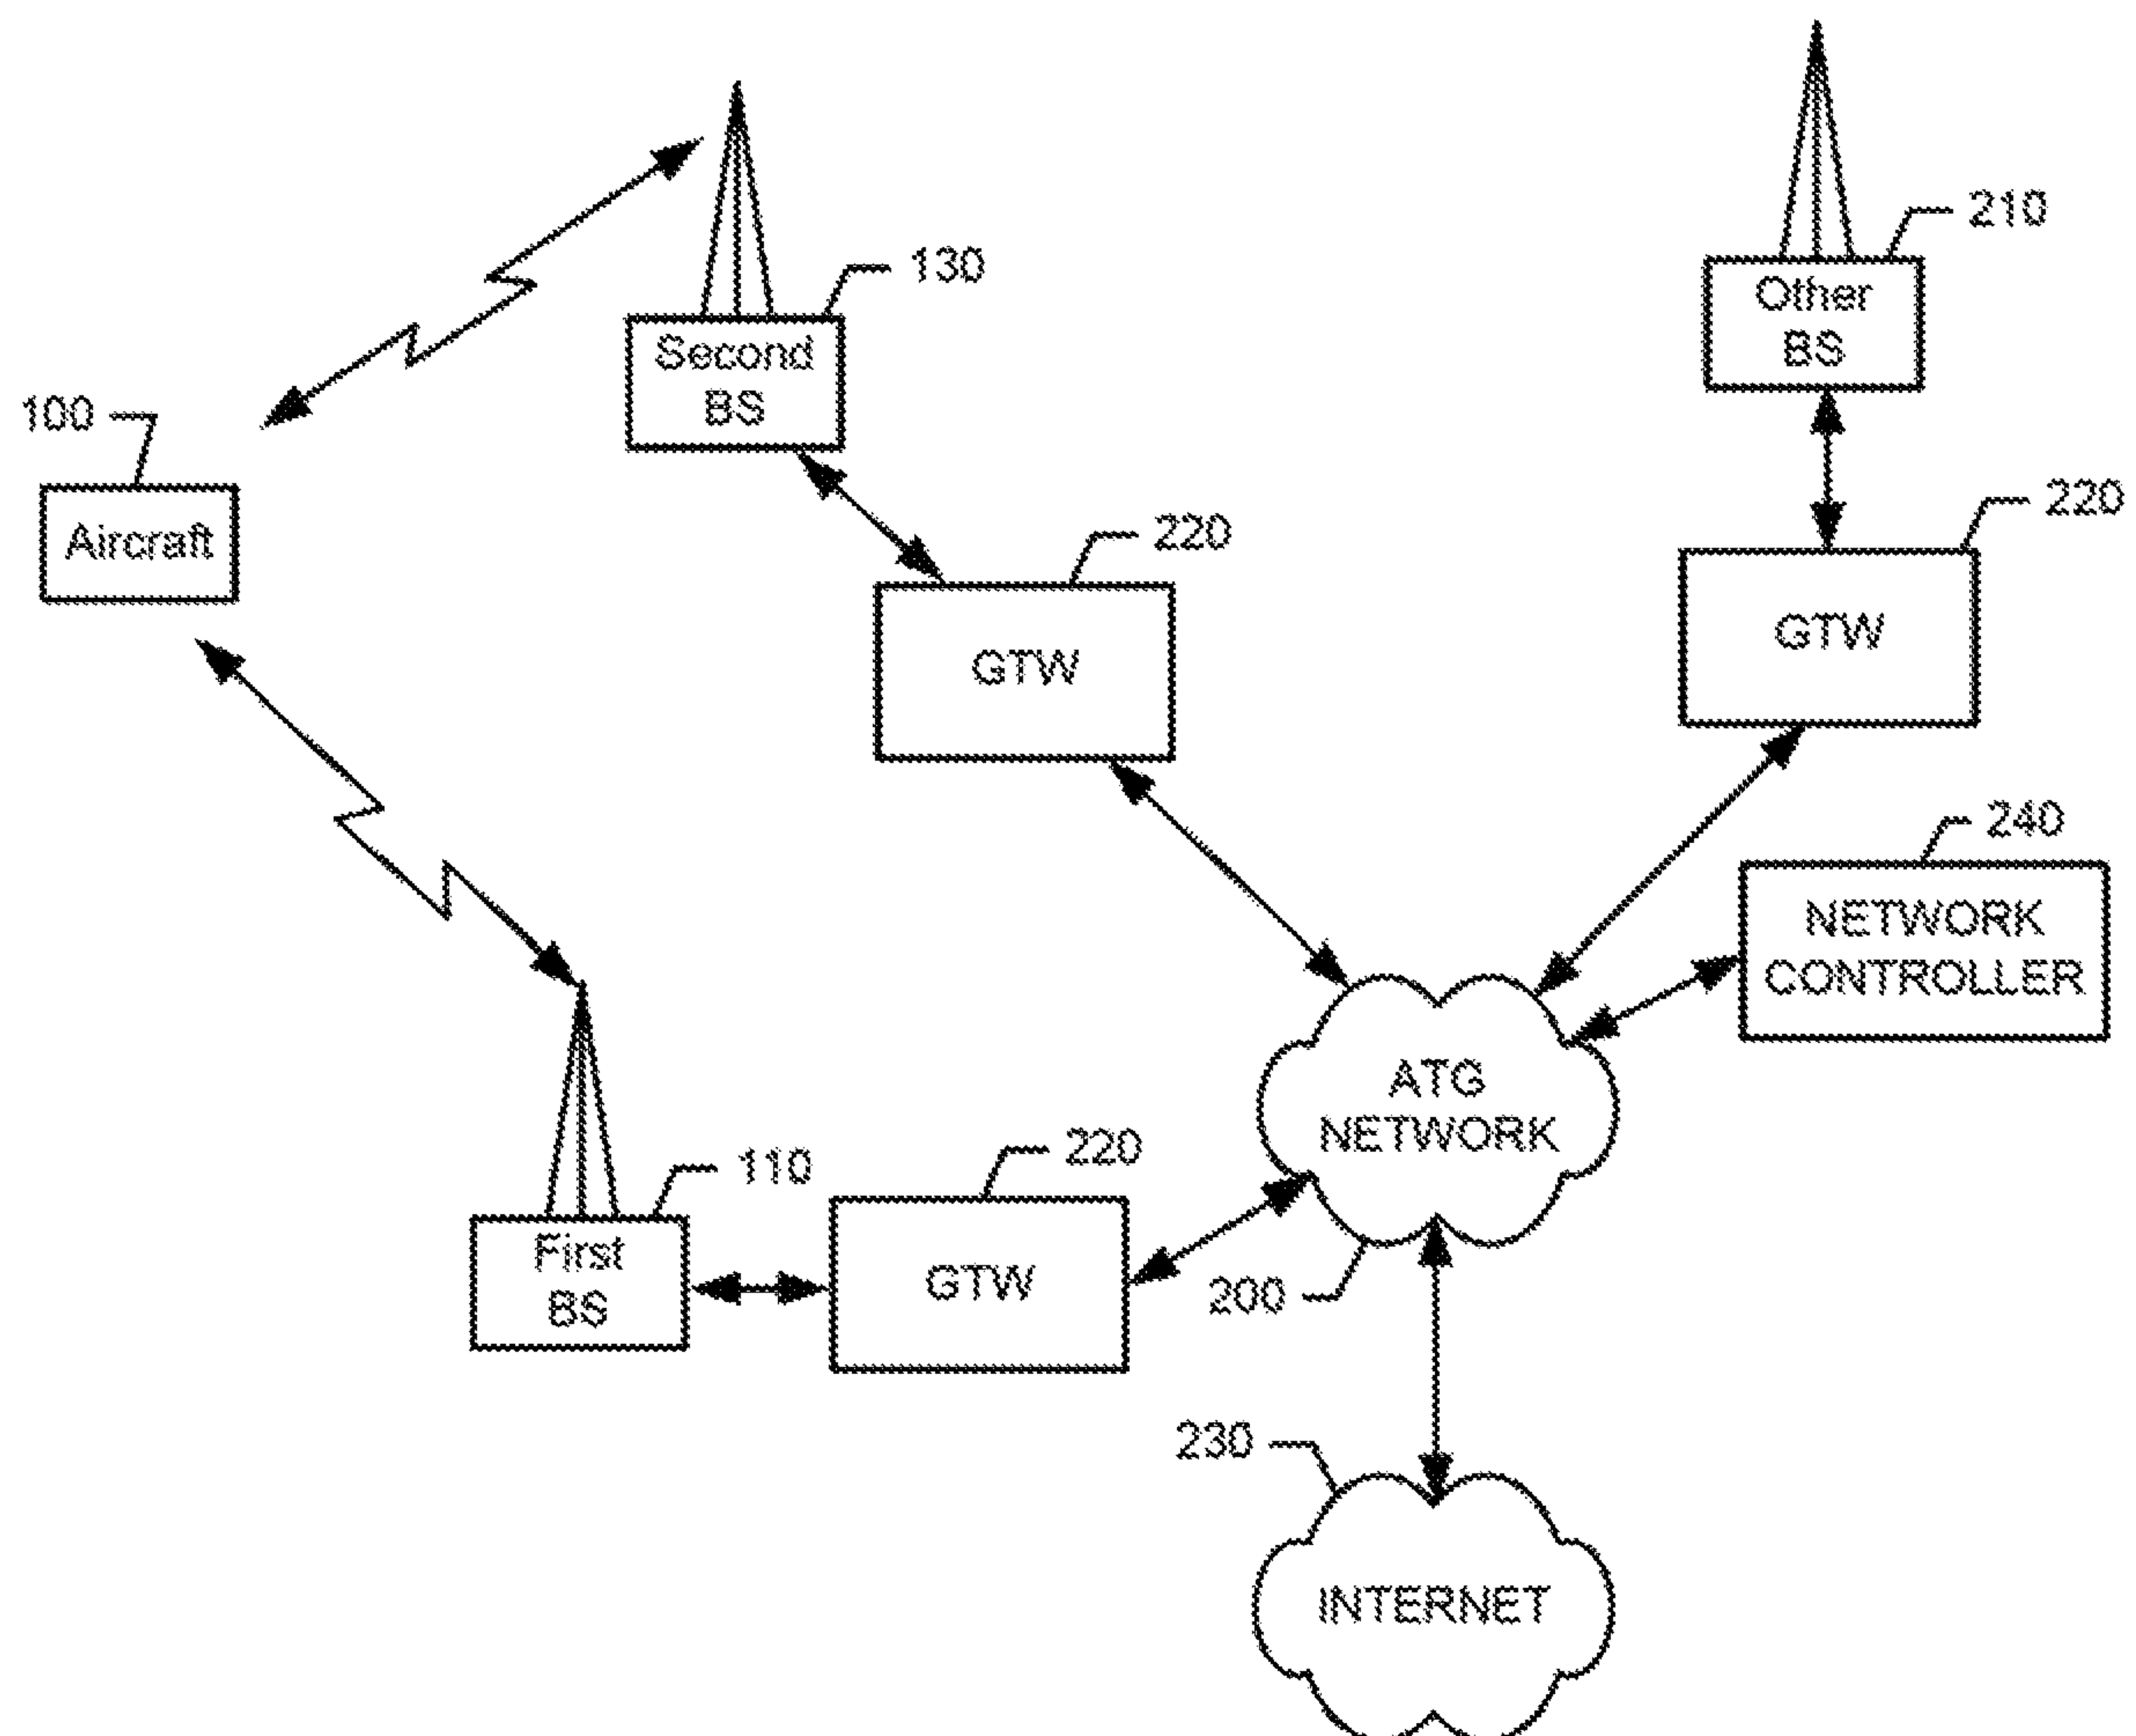 210
130
Other
BS
Second
BS
100
220
220
Aircraft
GTW
GTW
240
NETWORK
CONTROLLER
ATG
NETWORK
110
220
First
BS
GTW
200
230
INTERNET